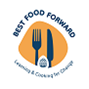 BEST FOOD FORWARD
Learning & Cooking for Change